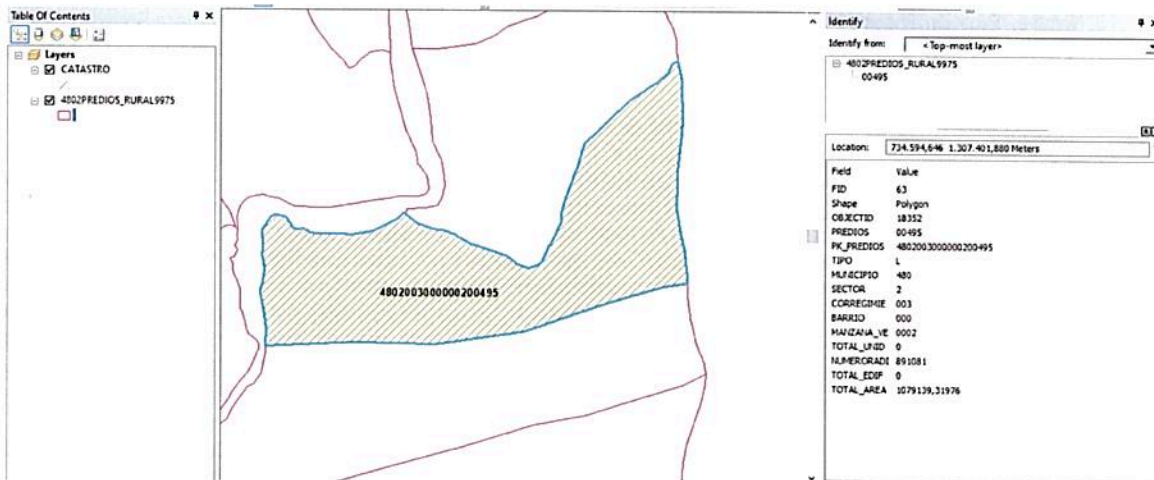 Table Of Contents
Layers
CATASTRO
4802PREDIOS_RURAL9975
4802003000000200495
Identify
Identify from: <Top-most layer>
4802PREDIOS_RURAL9975
00495
Location: 734.594,646 1.307.401,880 Meters
Field Value
FID 63
Shape Polygon
OBJECTID 18352
PREDIOS 00495
PK_PREDIOS 4802003000000200495
TIPO L
MUNICIPIO 480
SECTOR 2
CORREGIMIE 003
BARRIO 000
MANZANA_VE 0002
TOTAL_UNID 0
NUMERORADI 891081
TOTAL_EDIF 0
TOTAL_AREA 1079139,31976